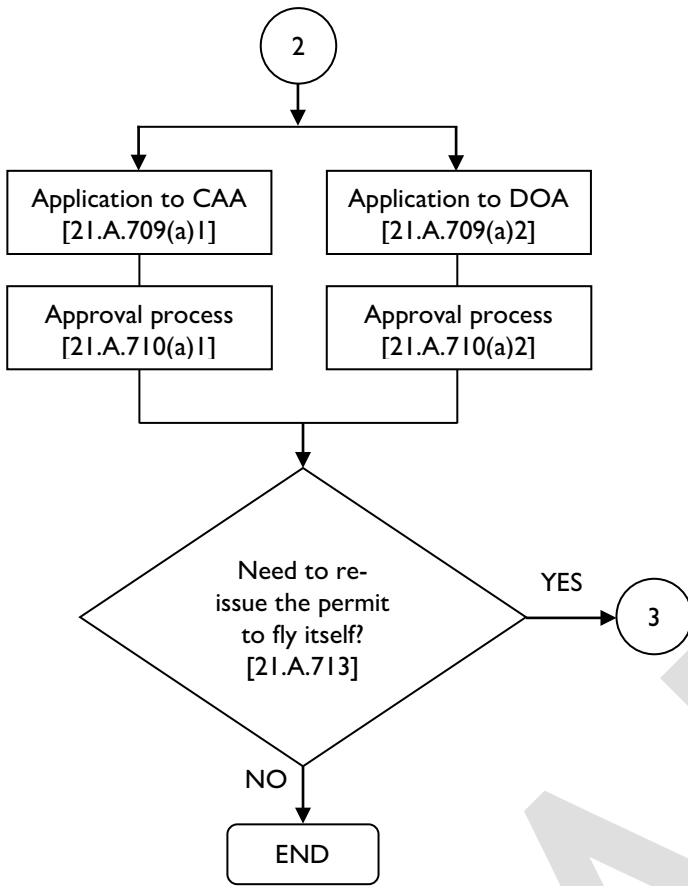 2
Application to CAA
[21.A.709(a)1]
Application to DOA
[21.A.709(a)2]
Approval process
[21.A.710(a)1]
Approval process
[21.A.710(a)2]
Need to re-
issue the permit
to fly itself?
[21.A.713]
YES
3
NO
END